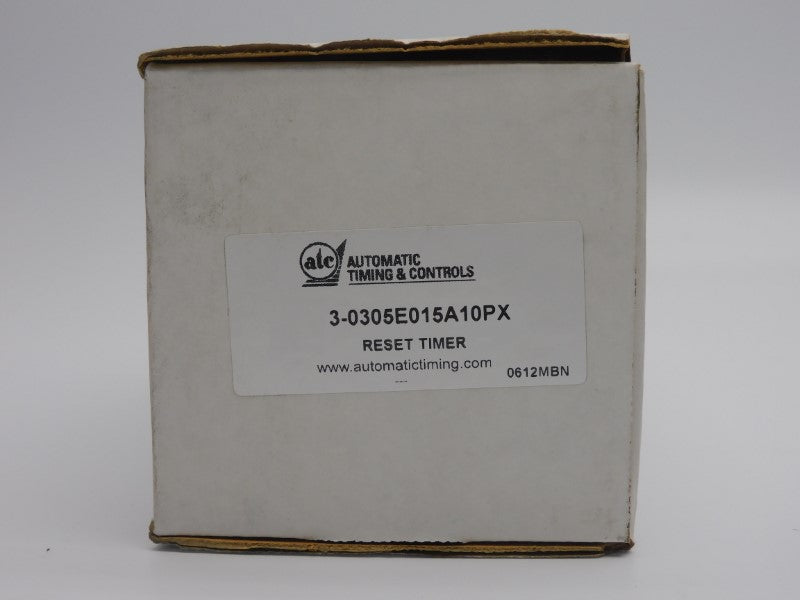 atc AUTOMATIC
TIMING & CONTROLS
3-0305E015A10PX
RESET TIMER
www.automatictiming.com
0612MBN